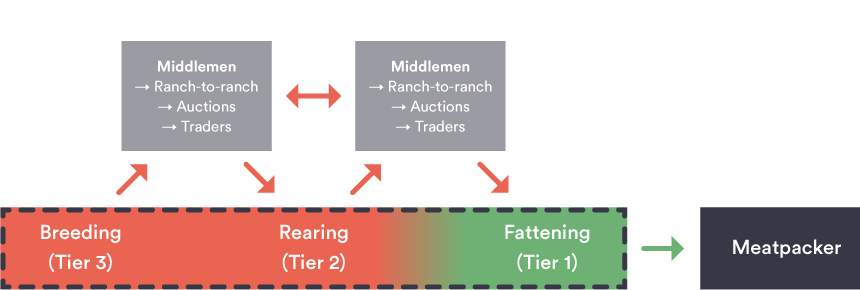 Middlemen
→ Ranch-to-ranch
→ Auctions
→ Traders
Middlemen
→ Ranch-to-ranch
→ Auctions
→ Traders
Breeding
(Tier 3)
Rearing
(Tier 2)
Fattening
(Tier 1)
Meatpacker